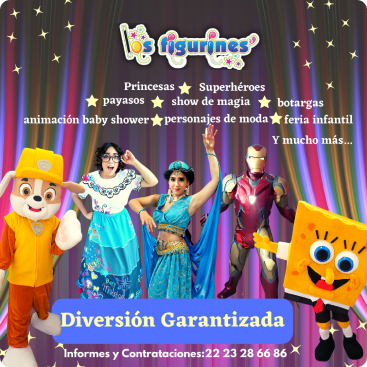 los figurines
Princesas Superhéroes
payasos show de magia botargas
animación baby shower personajes de moda feria infantil
Y mucho más...
Diversión Garantizada
Informes y Contrataciones:22 23 28 66 86